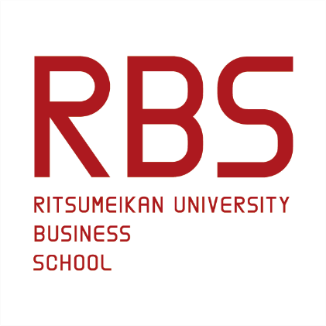 RBS
RITSUMEIKAN UNIVERSITY
BUSINESS
SCHOOL